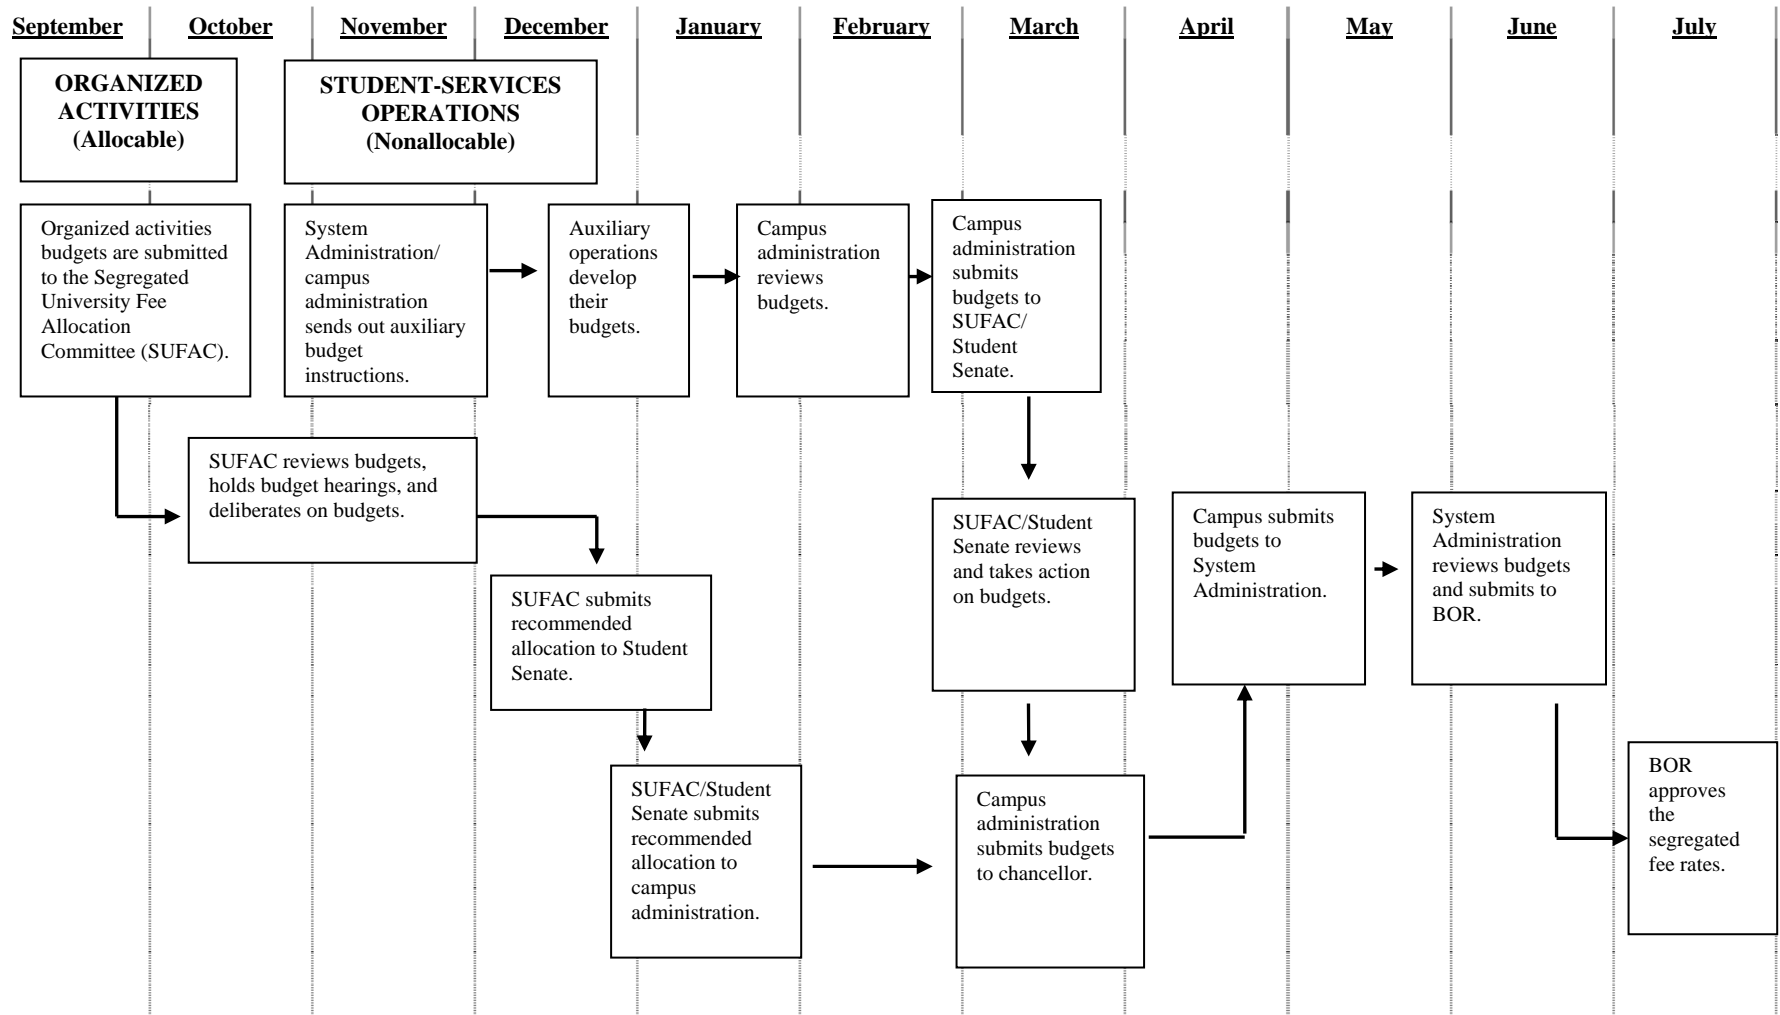 September October November December January February March April May June July
ORGANIZED
ACTIVITIES
(Allocable)
STUDENT-SERVICES
OPERATIONS
(Nonallocable)
Organized activities
budgets are submitted
to the Segregated
University Fee
Allocation
Committee (SUFAC).
System
Administration/
campus
administration
sends out auxiliary
budget
instructions.
Auxiliary
operations
develop
their
budgets.
Campus
administration
reviews
budgets.
Campus
administration
submits
budgets to
SUFAC/
Student
Senate.
SUFAC reviews budgets,
holds budget hearings, and
deliberates on budgets.
SUFAC submits
recommended
allocation to Student
Senate.
SUFAC/Student
Senate submits
recommended
allocation to
campus
administration.
SUFAC/Student
Senate reviews
and takes action
on budgets.
Campus
administration
submits budgets
to chancellor.
Campus submits
budgets to
System
Administration.
System
Administration
reviews budgets
and submits to
BOR.
BOR
approves
the
segregated
fee rates.